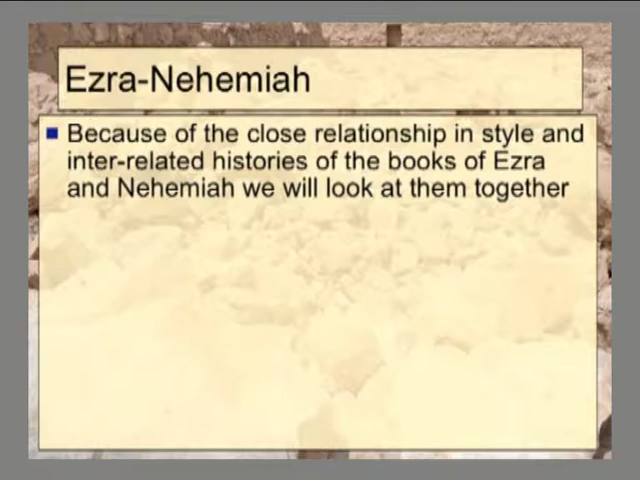 Ezra-Nehemiah
Because of the close relationship in style and
inter-related histories of the books of Ezra
and Nehemiah we will look at them together